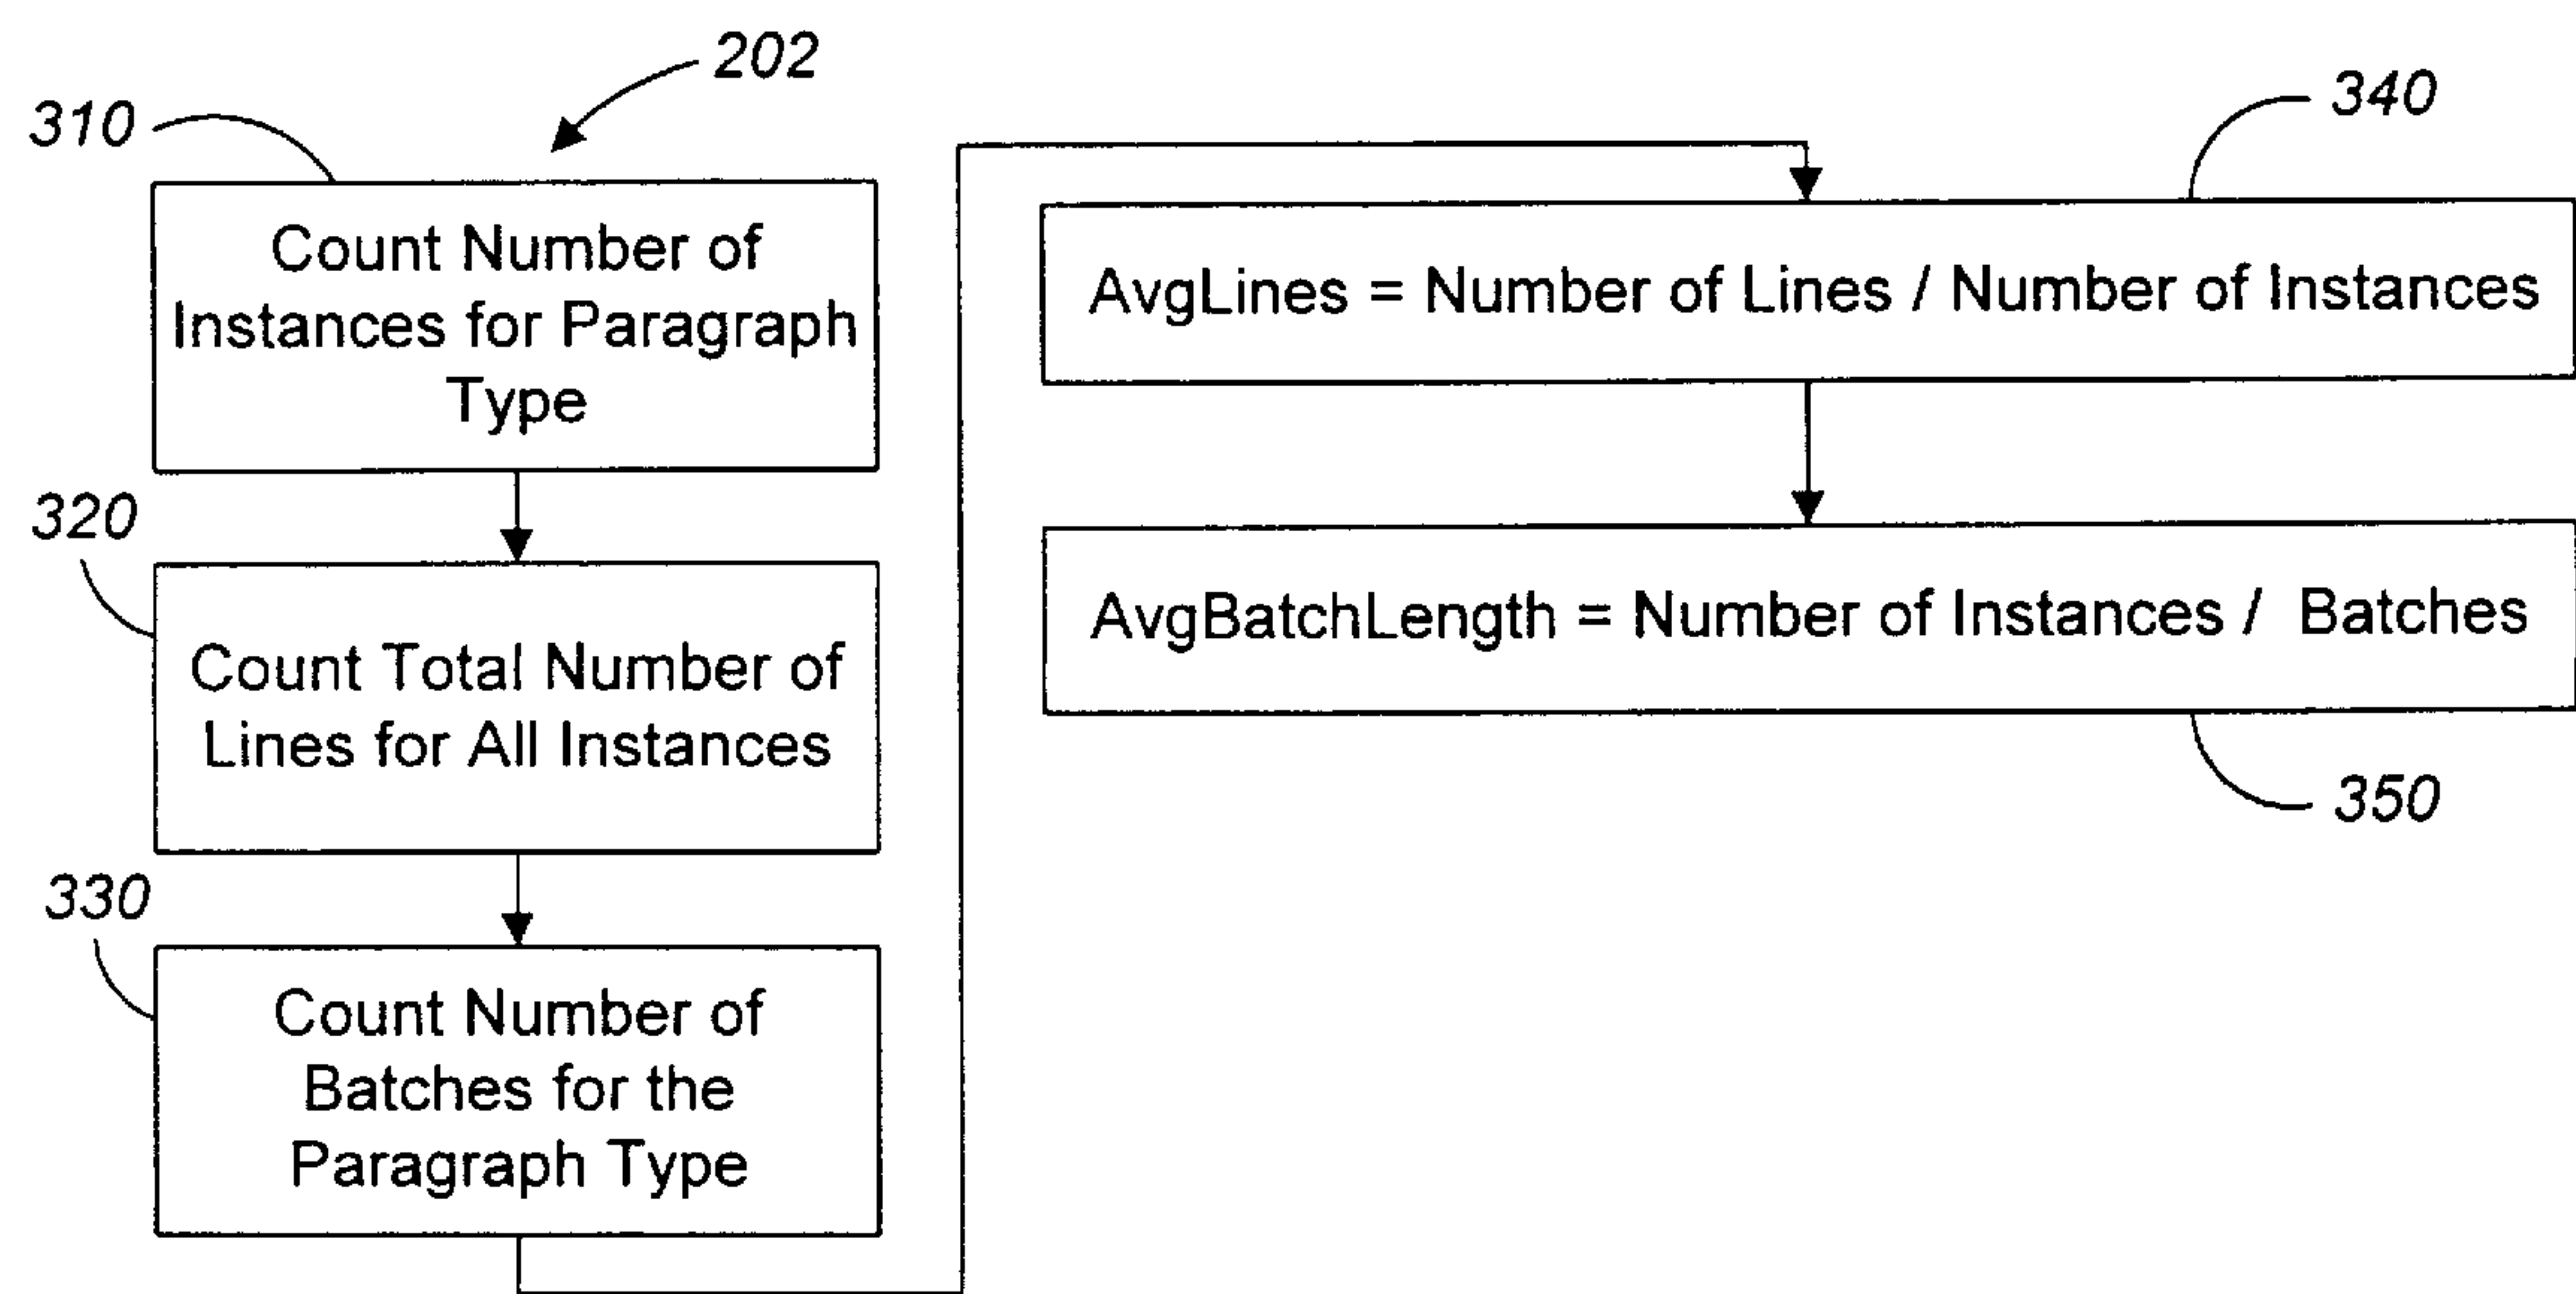 202
310
Count Number of
Instances for Paragraph
Type
320
Count Total Number of
Lines for All Instances
330
Count Number of
Batches for the
Paragraph Type
340
AvgLines = Number of Lines / Number of Instances
AvgBatchLength = Number of Instances / Batches
350